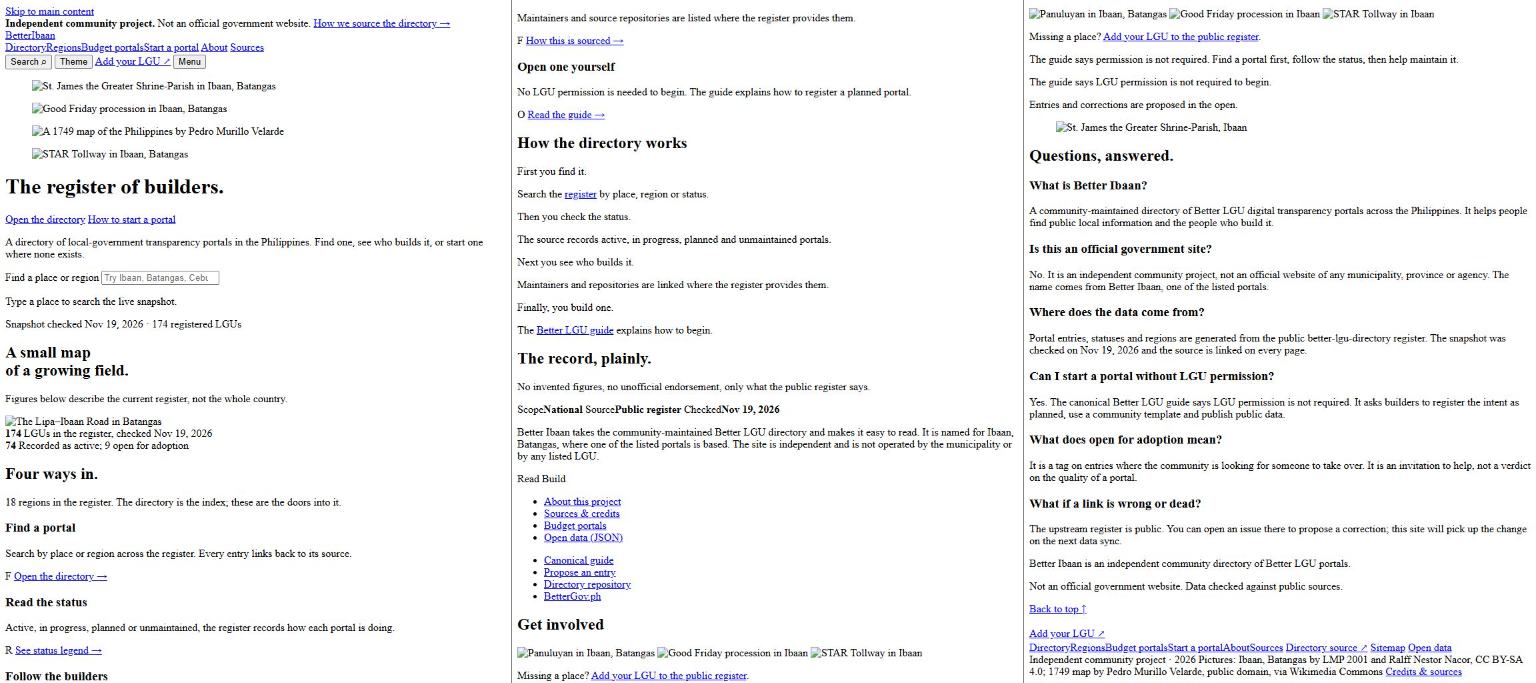 Skip to main content
Independent community project. Not an official government website. How we source the directory →
BetterIbaan
DirectoryRegionsBudget portalsStart a portal About Sources
Search ⌕ Theme Add your LGU ↗ Menu
St. James the Greater Shrine-Parish in Ibaan, Batangas
Good Friday procession in Ibaan, Batangas
A 1749 map of the Philippines by Pedro Murillo Velarde
STAR Tollway in Ibaan, Batangas
The register of builders.
Open the directory How to start a portal
A directory of local-government transparency portals in the Philippines. Find one, see who builds it, or start one
where none exists.
Find a place or region Try Ibaan, Batangas, Cebu
Type a place to search the live snapshot.
Snapshot checked Nov 19, 2026 · 174 registered LGUs
A small map
of a growing field.
Figures below describe the current register, not the whole country.
The Lipa–Ibaan Road in Batangas
174 LGUs in the register, checked Nov 19, 2026
74 Recorded as active; 9 open for adoption
Four ways in.
18 regions in the register. The directory is the index; these are the doors into it.
Find a portal
Search by place or region across the register. Every entry links back to its source.
F Open the directory →
Read the status
Active, in progress, planned or unmaintained, the register records how each portal is doing.
R See status legend →
Follow the builders
Maintainers and source repositories are listed where the register provides them.
F How this is sourced →
Open one yourself
No LGU permission is needed to begin. The guide explains how to register a planned portal.
O Read the guide →
How the directory works
First you find it.
Search the register by place, region or status.
Then you check the status.
The source records active, in progress, planned and unmaintained portals.
Next you see who builds it.
Maintainers and repositories are linked where the register provides them.
Finally, you build one.
The Better LGU guide explains how to begin.
The record, plainly.
No invented figures, no unofficial endorsement, only what the public register says.
ScopeNational SourcePublic register CheckedNov 19, 2026
Better Ibaan takes the community-maintained Better LGU directory and makes it easy to read. It is named for Ibaan,
Batangas, where one of the listed portals is based. The site is independent and is not operated by the municipality or
by any listed LGU.
Read Build
About this project
Sources & credits
Budget portals
Open data (JSON)
Canonical guide
Propose an entry
Directory repository
BetterGov.ph
Get involved
Panuluyan in Ibaan, Batangas Good Friday procession in Ibaan STAR Tollway in Ibaan, Batangas
Missing a place? Add your LGU to the public register.
Panuluyan in Ibaan, Batangas Good Friday procession in Ibaan STAR Tollway in Ibaan, Batangas
Missing a place? Add your LGU to the public register.
The guide says permission is not required. Find a portal first, follow the status, then help maintain it.
The guide says LGU permission is not required to begin.
Entries and corrections are proposed in the open.
St. James the Greater Shrine-Parish, Ibaan
Questions, answered.
What is Better Ibaan?
A community-maintained directory of Better LGU digital transparency portals across the Philippines. It helps people
find public local information and the people who build it.
Is this an official government site?
No. It is an independent community project, not an official website of any municipality, province or agency. The
name comes from Better Ibaan, one of the listed portals.
Where does the data come from?
Portal entries, statuses and regions are generated from the public better-lgu-directory register. The snapshot was
checked on Nov 19, 2026 and the source is linked on every page.
Can I start a portal without LGU permission?
Yes. The canonical Better LGU guide says LGU permission is not required. It asks builders to register the intent as
planned, use a community template and publish public data.
What does open for adoption mean?
It is a tag on entries where the community is looking for someone to take over. It is an invitation to help, not a verdict
on the quality of a portal.
What if a link is wrong or dead?
The upstream register is public. You can open an issue there to propose a correction; this site will pick up the change
on the next data sync.
Better Ibaan is an independent community directory of Better LGU portals.
Not an official government website. Data checked against public sources.
Back to top ↑
Add your LGU ↗
DirectoryRegionsBudget portalsStart a portalAboutSources Directory source ↗ Sitemap Open data
Independent community project · 2026 Pictures: Ibaan, Batangas by LMP 2001 and Ralff Nestor Nacor, CC BY-SA
4.0; 1749 map by Pedro Murillo Velarde, public domain, via Wikimedia Commons Credits & sources